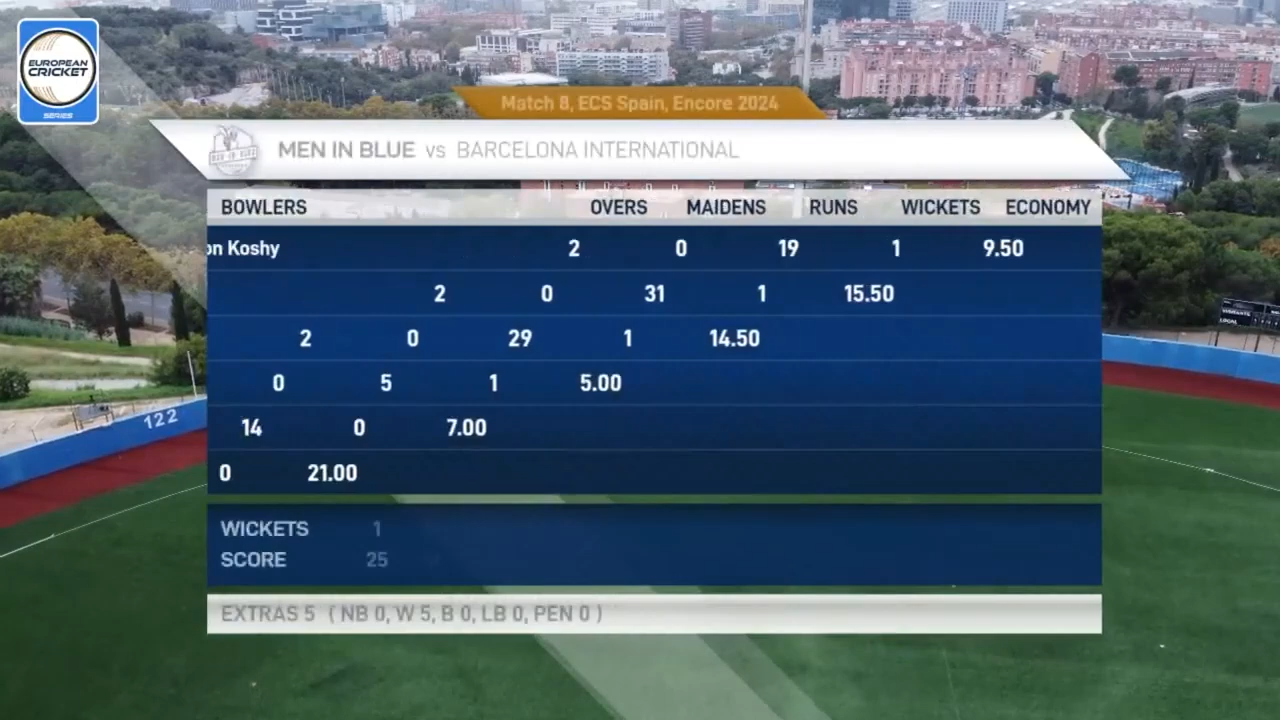 EUROPEAN
CRICKET
SERIES
Match 8, ECS Spain, Encore 2024
MEN IN BLUE
MEN IN BLUE vs BARCELONA INTERNATIONAL
BOWLERS OVERS MAIDENS RUNS WICKETS ECONOMY
on Koshy 2 0 19 1 9.50
2 0 31 1 15.50
2 0 29 1 14.50
0 5 1 5.00
14 0 7.00
0 21.00
122
WICKETS 1
SCORE 25
EXTRAS 5 ( NB 0, W 5, B 0, LB 0, PEN 0 )